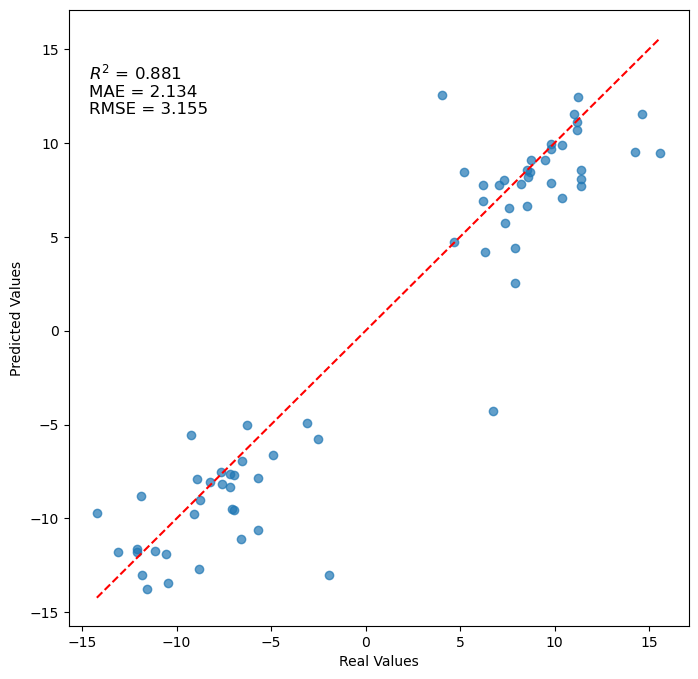 R² = 0.881
MAE = 2.134
RMSE = 3.155
15
10
5
0
−5
−10
−15
Predicted Values
−15 −10 −5 0 5 10 15
Real Values